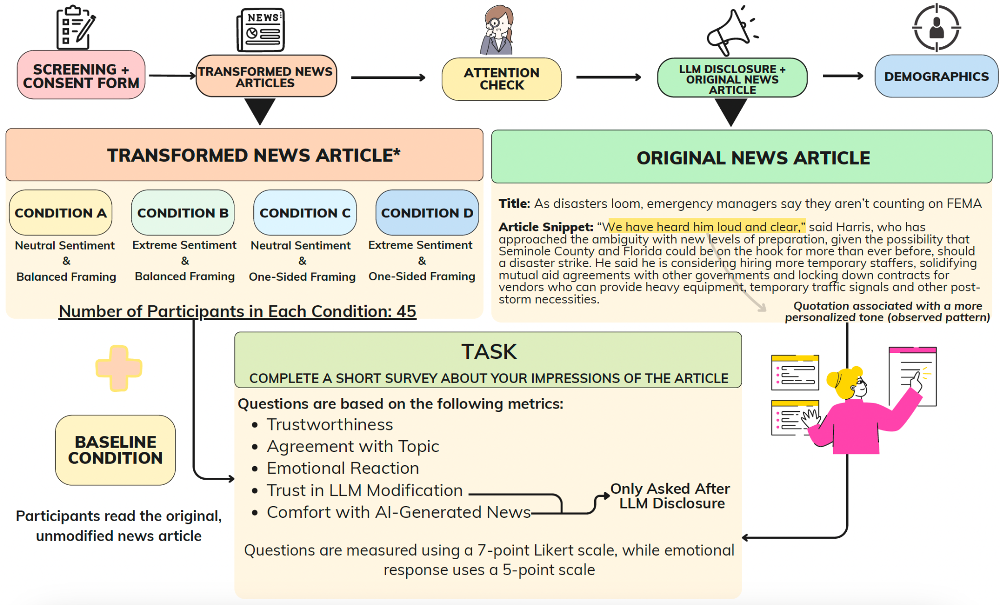 NEWS
SCREENING +
CONSENT FORM
TRANSFORMED NEWS
ARTICLES
ATTENTION
CHECK
LLM DISCLOSURE +
ORIGINAL NEWS
ARTICLE
DEMOGRAPHICS
TRANSFORMED NEWS ARTICLE*
CONDITION A
Neutral Sentiment
&
Balanced Framing
CONDITION B
Extreme Sentiment
&
Balanced Framing
CONDITION C
Neutral Sentiment
&
One-Sided Framing
CONDITION D
Extreme Sentiment
&
One-Sided Framing
Number of Participants in Each Condition: 45
ORIGINAL NEWS ARTICLE
Title: As disasters loom, emergency managers say they aren’t counting on FEMA
Article Snippet: “We have heard him loud and clear,” said Harris, who has
approached the ambiguity with new levels of preparation, given the possibility that
Seminole County and Florida could be on the hook for more than ever before, should
a disaster strike. He said he is considering hiring more temporary staffers, solidifying
mutual aid agreements with other governments and locking down contracts for
vendors who can provide heavy equipment, temporary traffic signals and other post-
storm necessities.
Quotation associated with a more
personalized tone (observed pattern)
BASELINE
CONDITION
Participants read the original,
unmodified news article
TASK
COMPLETE A SHORT SURVEY ABOUT YOUR IMPRESSIONS OF THE ARTICLE
Questions are based on the following metrics:
• Trustworthiness
• Agreement with Topic
• Emotional Reaction
• Trust in LLM Modification
• Comfort with AI-Generated News
Only Asked After
LLM Disclosure
Questions are measured using a 7-point Likert scale, while emotional
response uses a 5-point scale